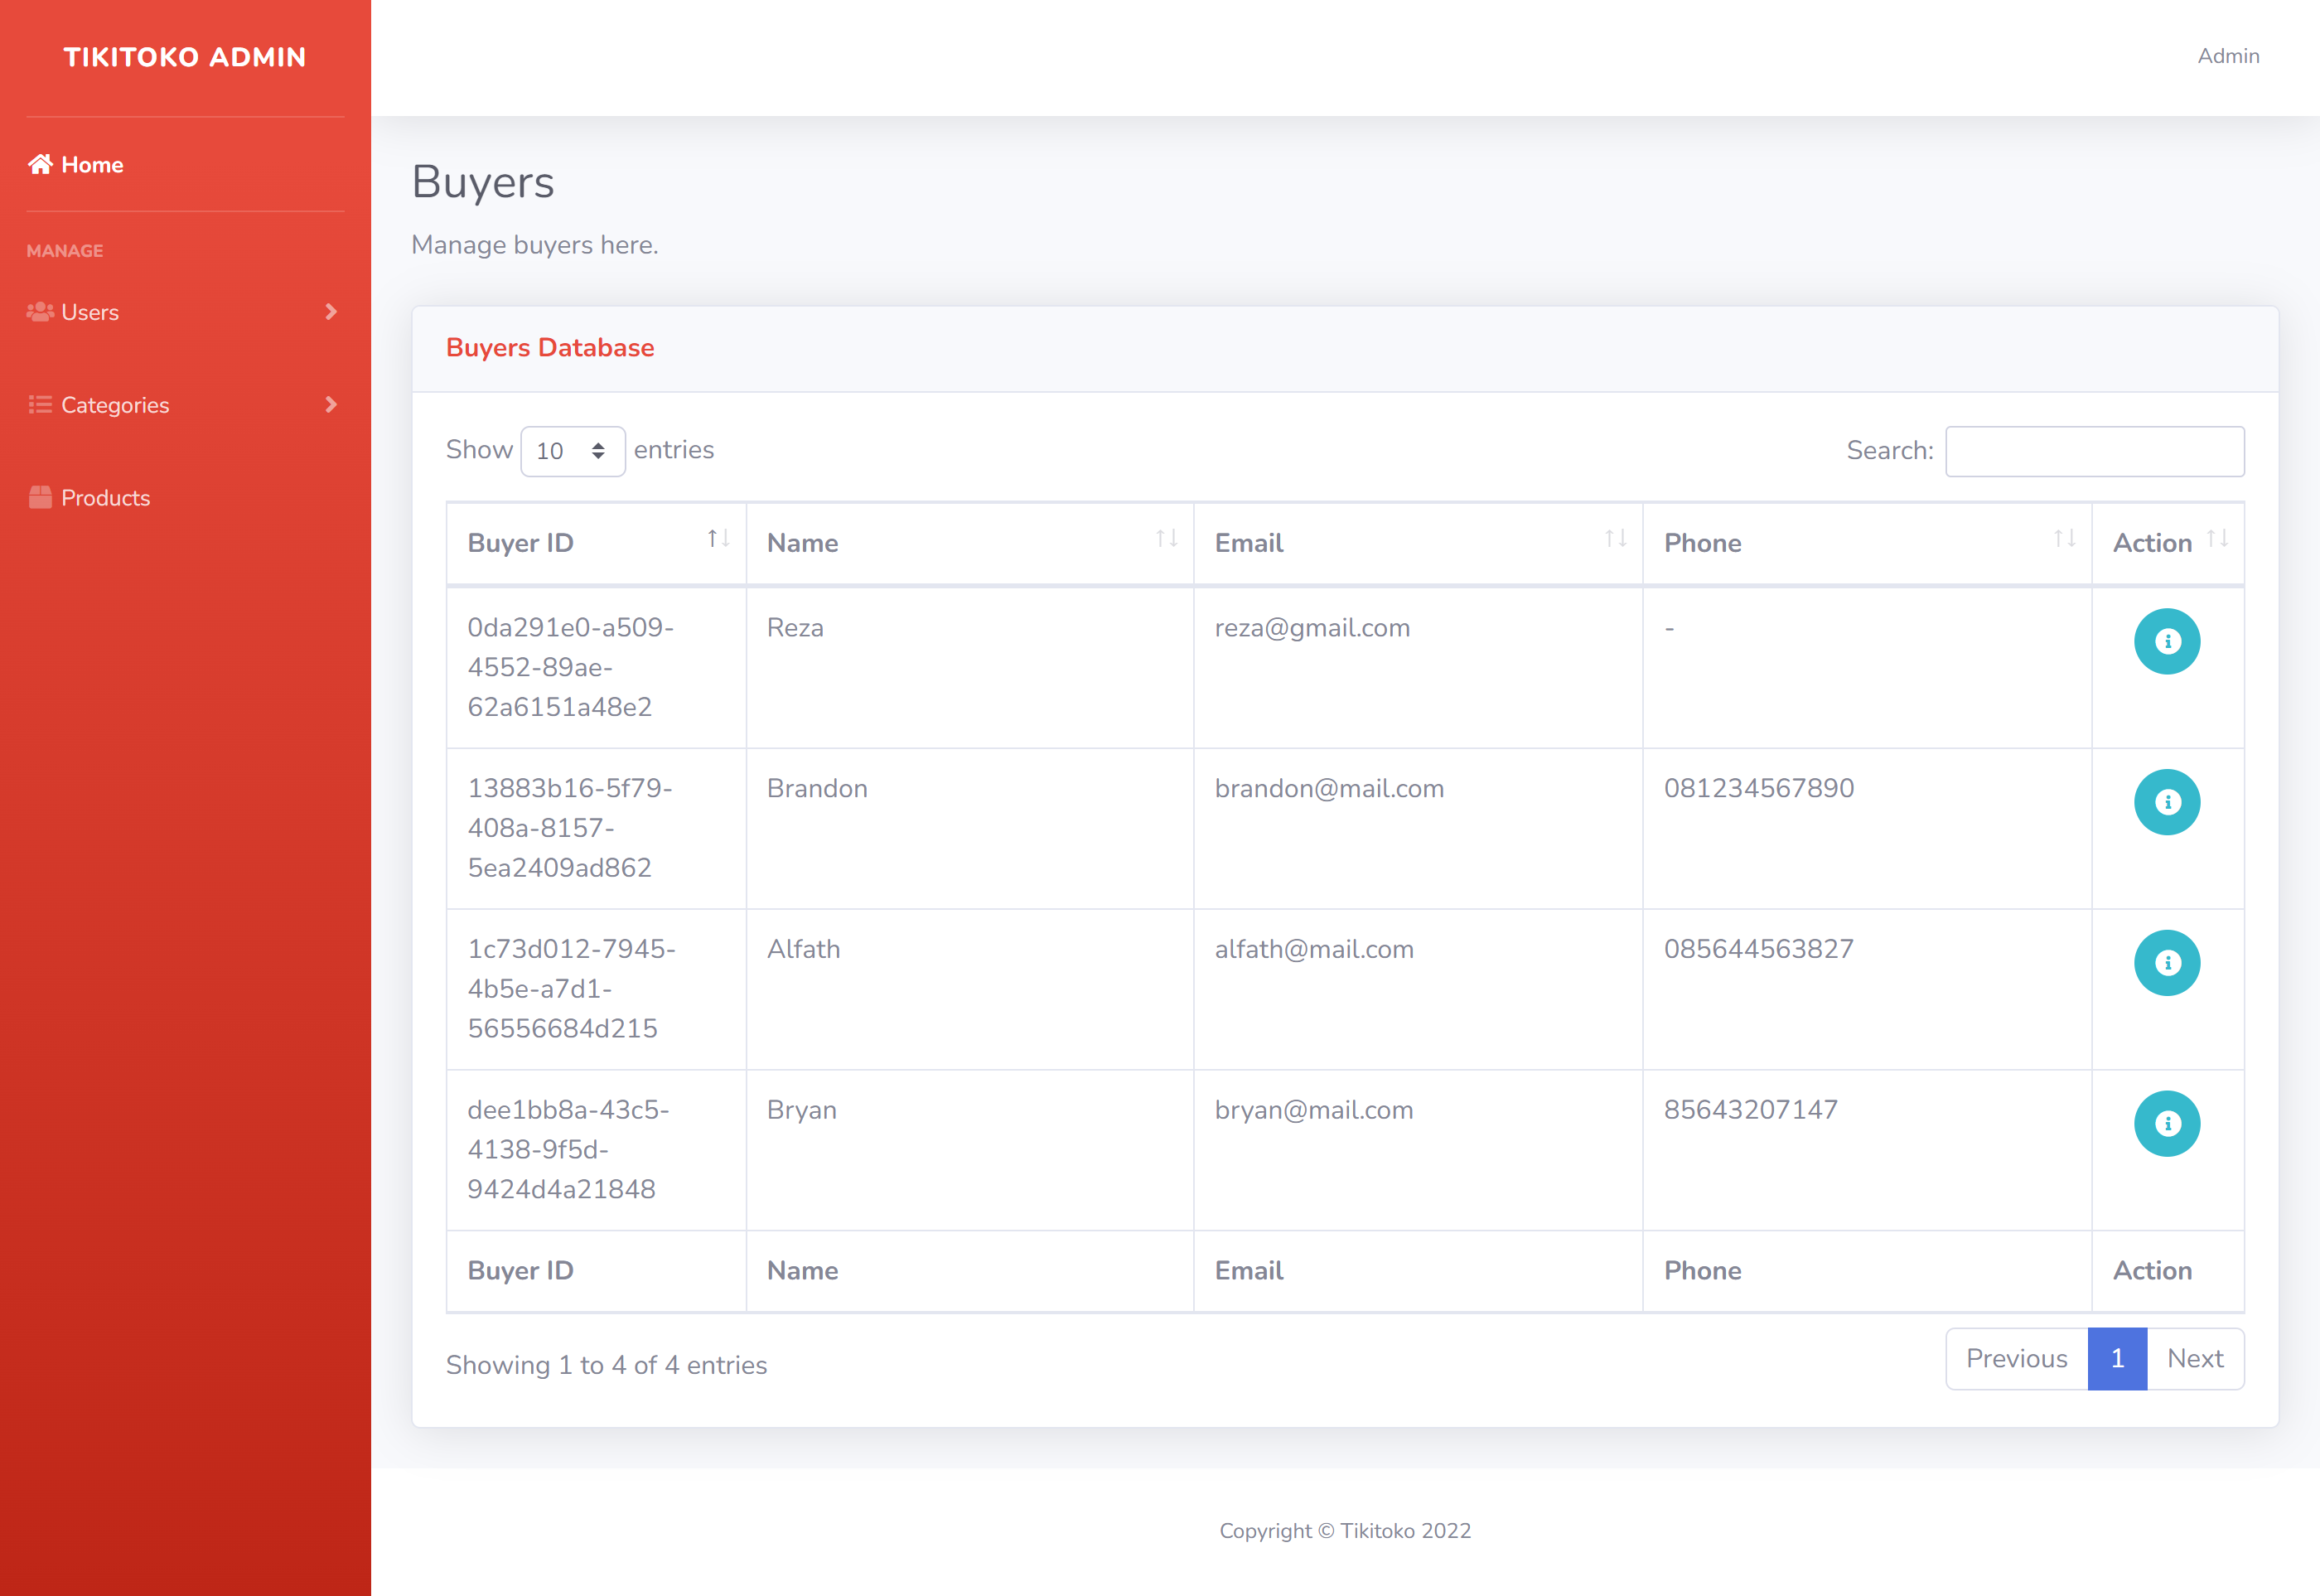 TIKITOKO ADMIN
Home
MANAGE
Users
Categories
Products
Admin
Buyers
Manage buyers here.
Buyers Database
Show 10 entries
Search:
Buyer ID Name Email Phone Action
0da291e0-a509- Reza reza@gmail.com -
4552-89ae-
62a6151a48e2
13883b16-5f79- Brandon brandon@mail.com 081234567890
408a-8157-
5ea2409ad862
1c73d012-7945- Alfath alfath@mail.com 085644563827
4b5e-a7d1-
56556684d215
dee1bb8a-43c5- Bryan bryan@mail.com 85643207147
4138-9f5d-
9424d4a21848
Buyer ID Name Email Phone Action
Showing 1 to 4 of 4 entries
Previous 1 Next
Copyright © Tikitoko 2022